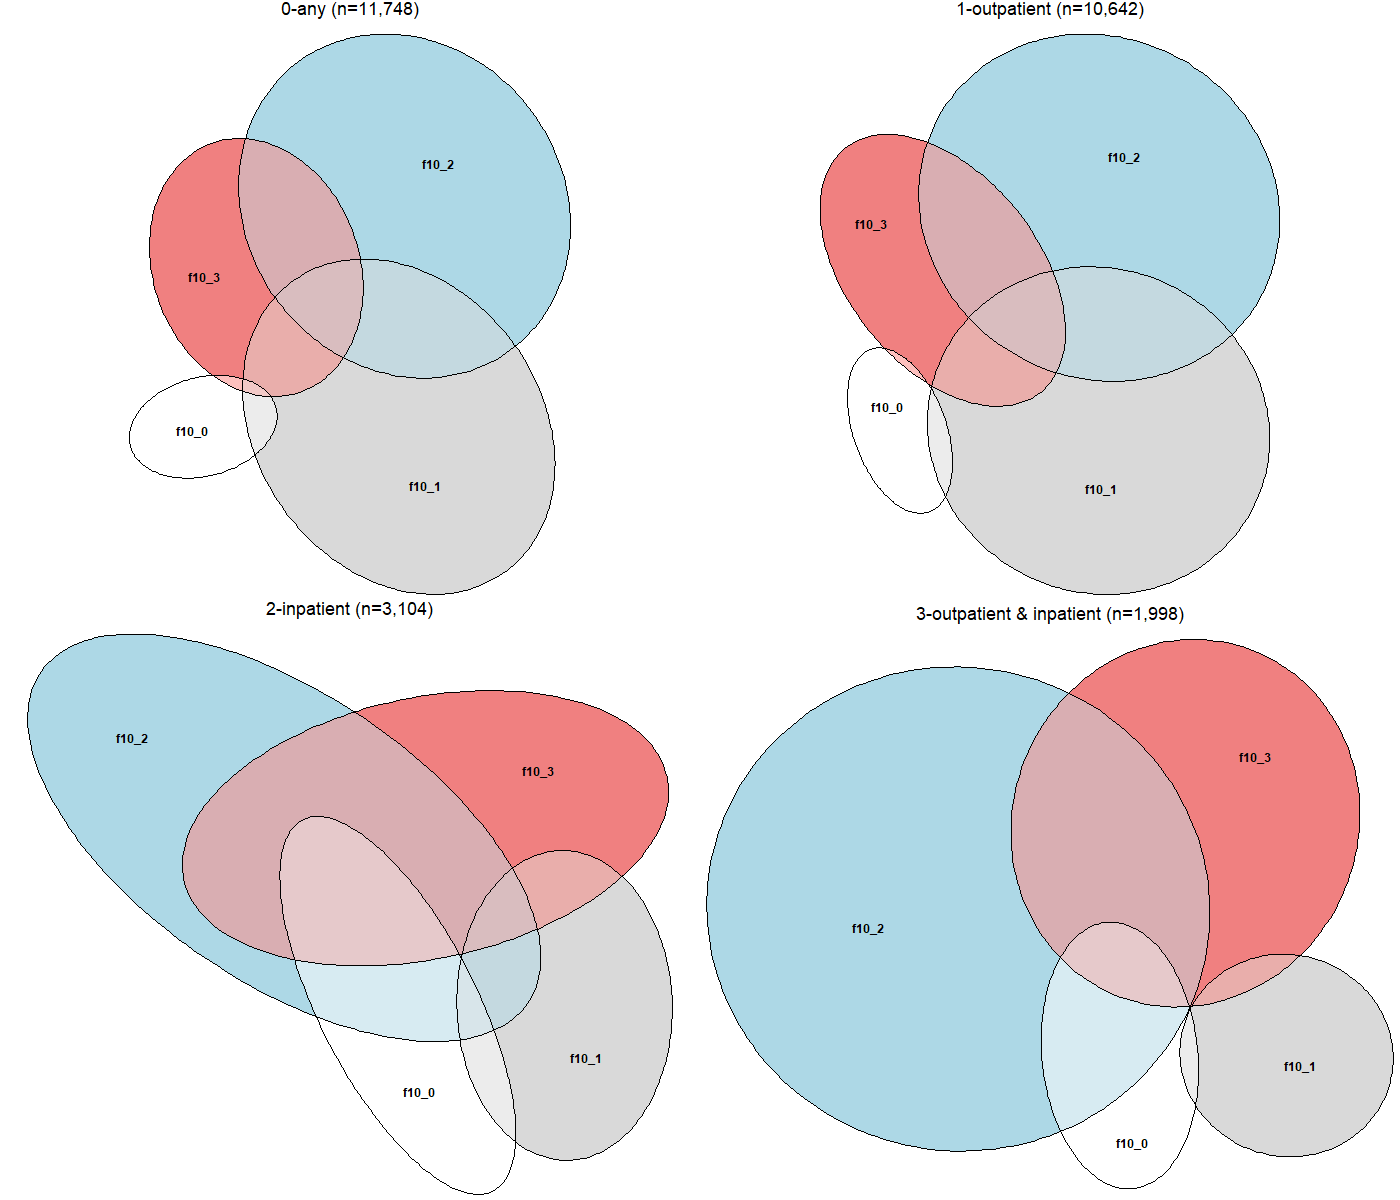 0-any (n=11,748)
f10_2
f10_3
f10_0
f10_1
1-outpatient (n=10,642)
f10_2
f10_3
f10_0
f10_1
2-inpatient (n=3,104)
f10_2
f10_3
f10_1
f10_0
3-outpatient & inpatient (n=1,998)
f10_3
f10_2
f10_1
f10_0